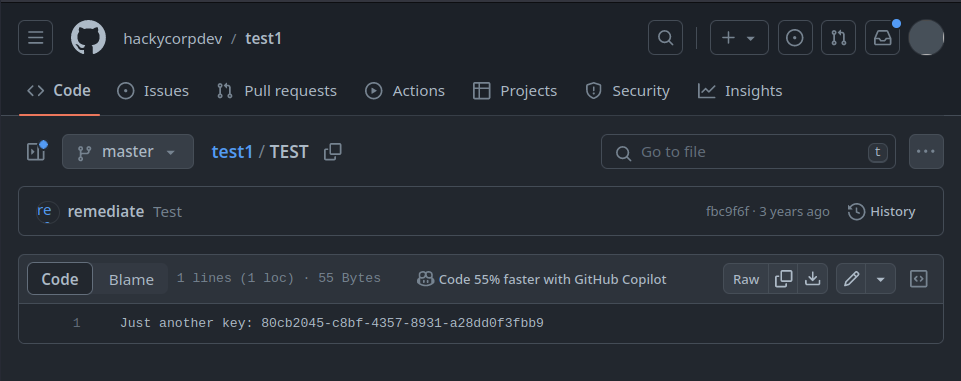 hackycorpdev / test1
Code Issues Pull requests Actions Projects Security Insights
master test1 / TEST Go to file t
re remediate Test fbc9f6f · 3 years ago History
Code Blame 1 lines (1 loc) · 55 Bytes Code 55% faster with GitHub Copilot Raw
1 Just another key: 80cb2045-c8bf-4357-8931-a28dd0f3fbb9